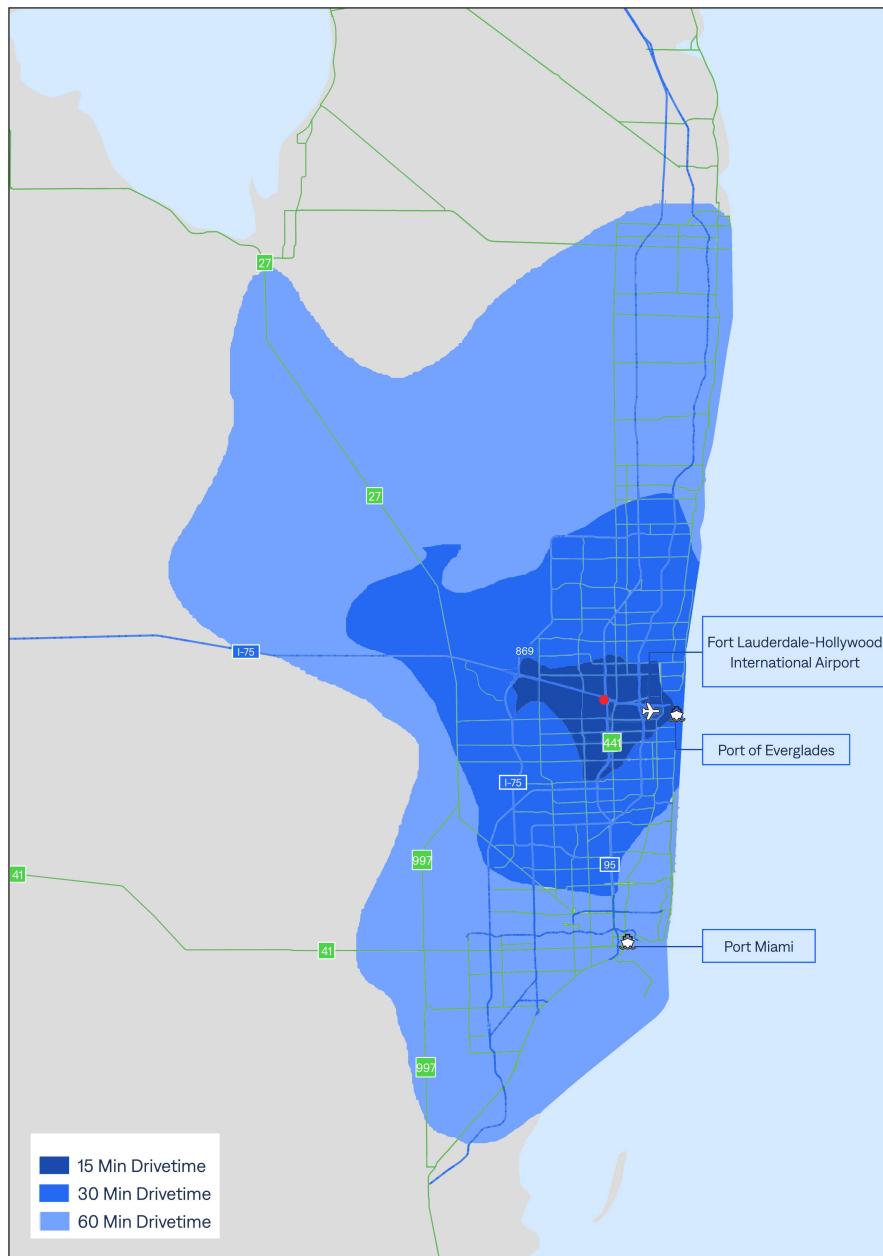 27
27
I-75
869
Fort Lauderdale-Hollywood
International Airport
441
Port of Everglades
I-75
997
95
41
41
Port Miami
997
15 Min Drivetime
30 Min Drivetime
60 Min Drivetime